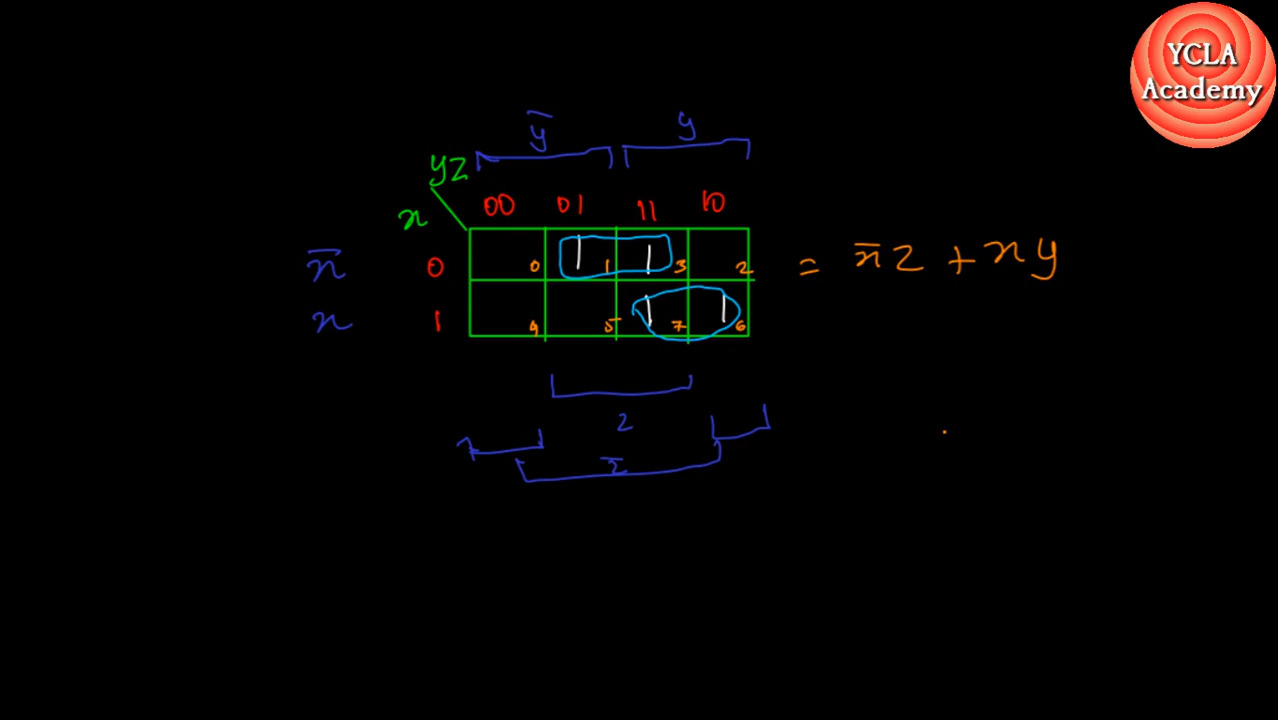 YCLA
Academy
y̅ y
yz
x 00 01 11 10
x̅ 0 1 1 0 1 3 2 = x̅z + xy
x 1 1 1 4 5 7 6
z
z̅